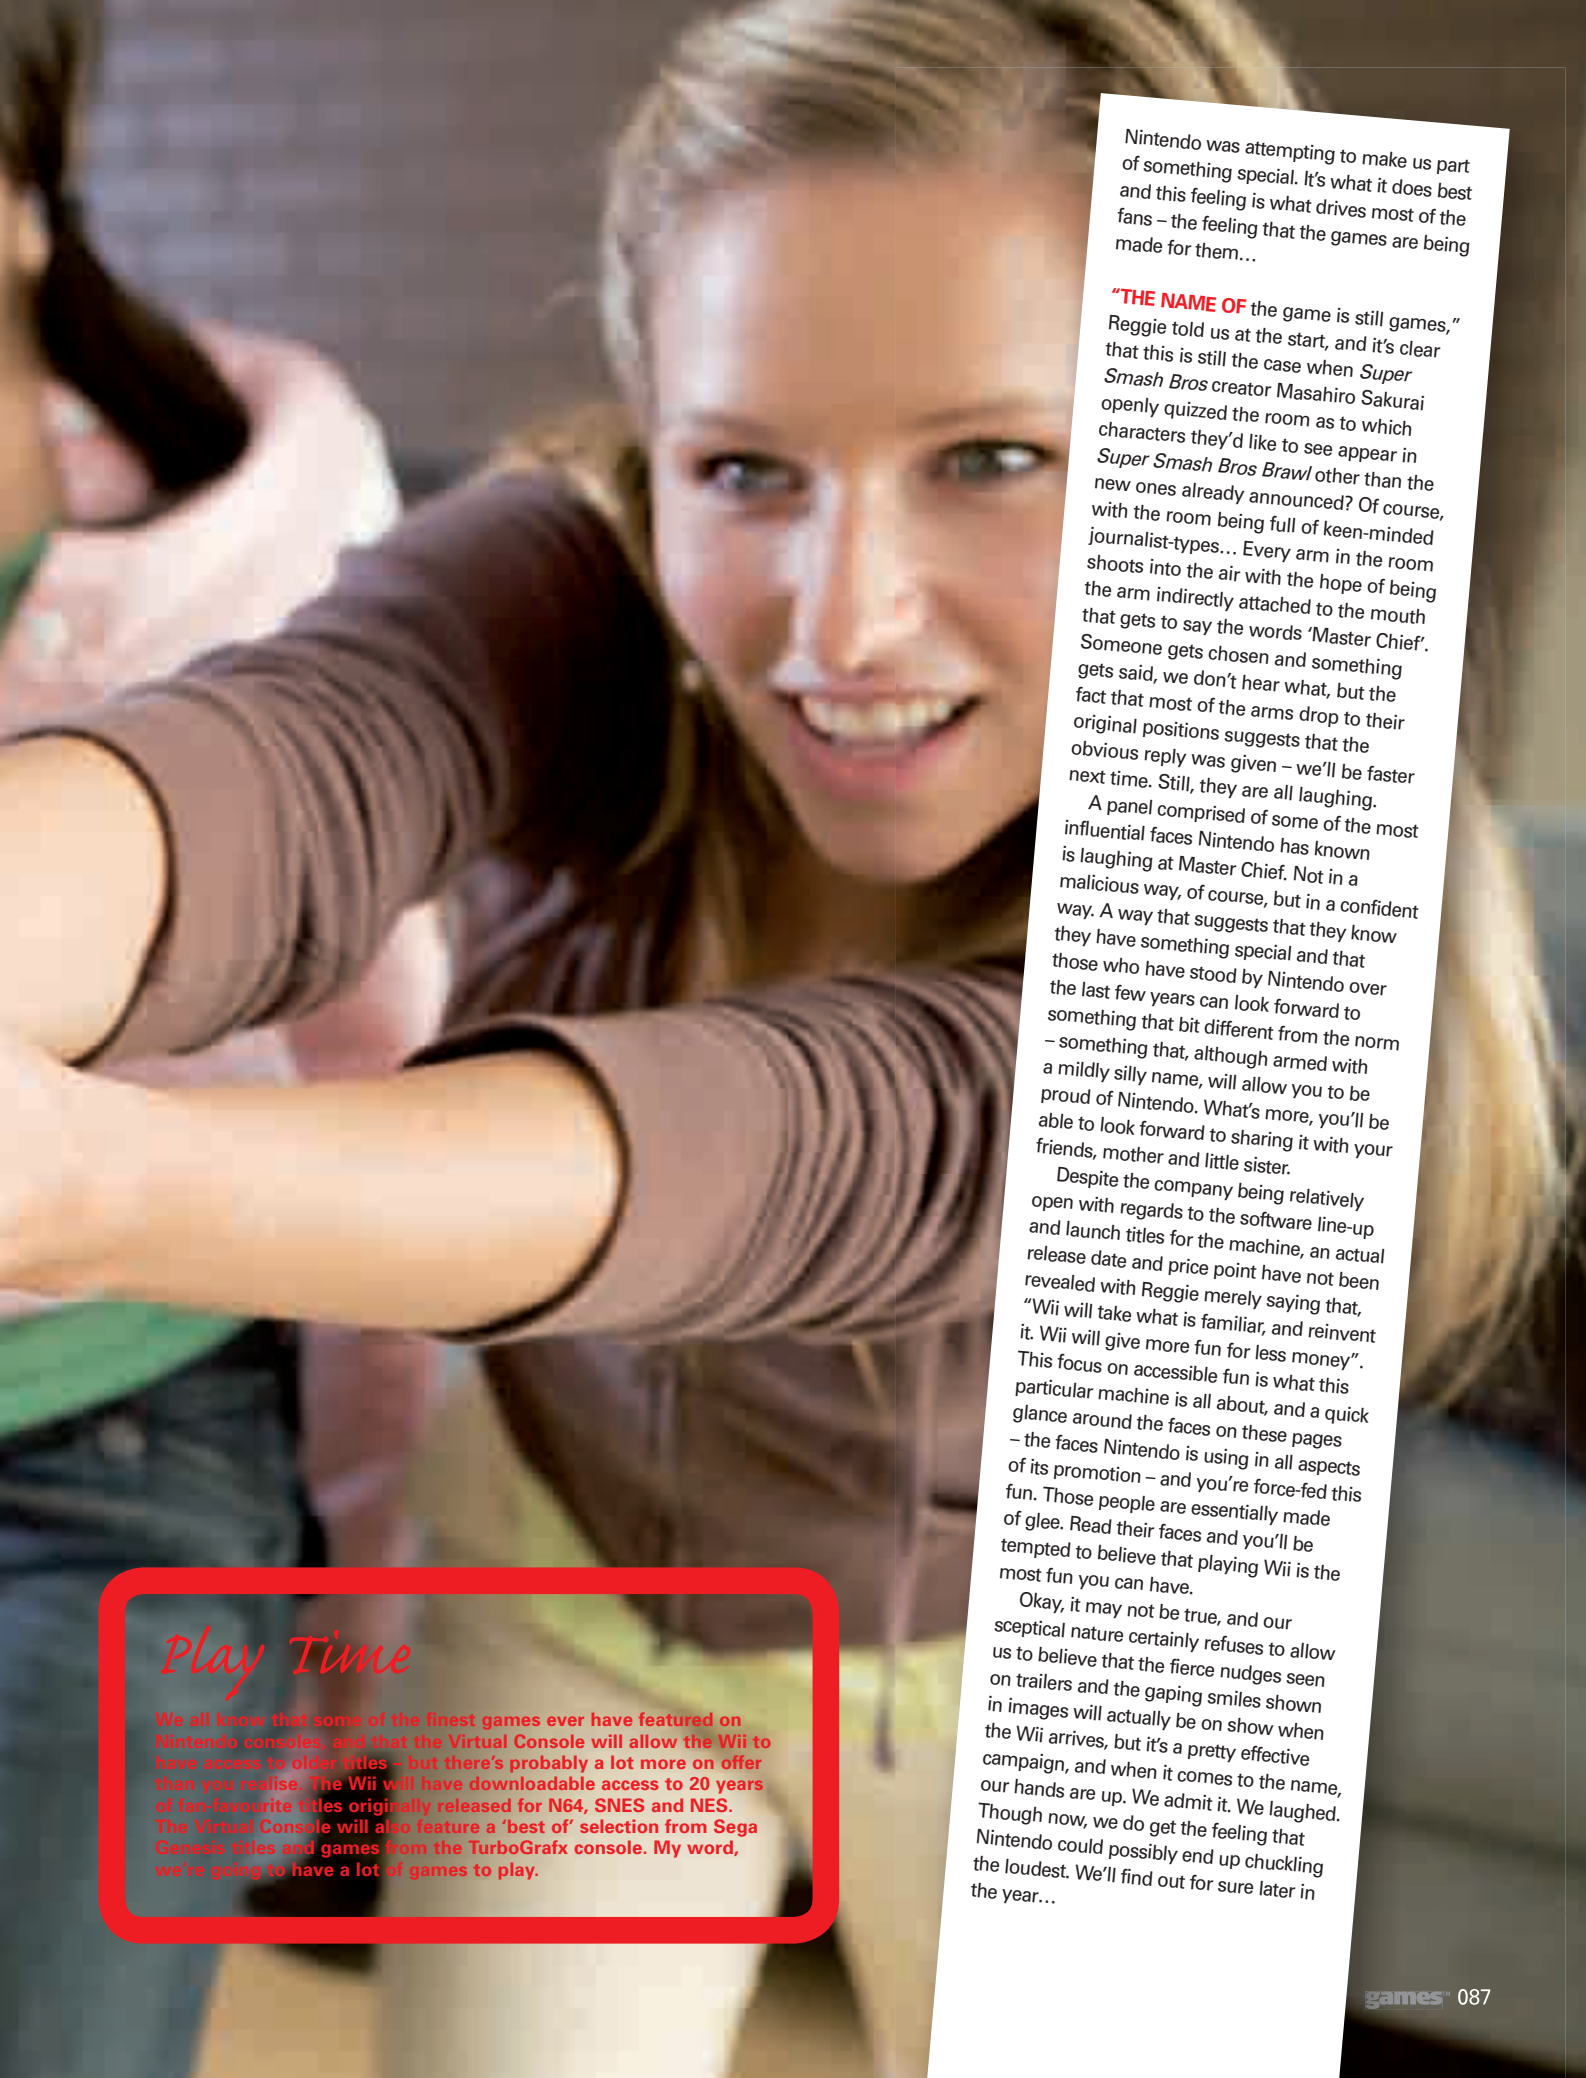 Nintendo was attempting to make us part
of something special. It's what it does best
and this feeling is what drives most of the
fans – the feeling that the games are being
made for them…
“THE NAME OF the game is still games,”
Reggie told us at the start, and it's clear
that this is still the case when Super
Smash Bros creator Masahiro Sakurai
openly quizzed the room as to which
characters they'd like to see appear in
Super Smash Bros Brawl other than the
new ones already announced? Of course,
with the room being full of keen-minded
journalist-types… Every arm in the room
shoots into the air with the hope of being
the arm indirectly attached to the mouth
that gets to say the words ‘Master Chief’.
Someone gets chosen and something
gets said, we don't hear what, but the
fact that most of the arms drop to their
original positions suggests that the
obvious reply was given – we'll be faster
next time. Still, they are all laughing.
A panel comprised of some of the most
influential faces Nintendo has known
is laughing at Master Chief. Not in a
malicious way, of course, but in a confident
way. A way that suggests that they know
they have something special and that
those who have stood by Nintendo over
the last few years can look forward to
something that bit different from the norm
– something that, although armed with
a mildly silly name, will allow you to be
proud of Nintendo. What's more, you'll be
able to look forward to sharing it with your
friends, mother and little sister.
Despite the company being relatively
open with regards to the software line-up
and launch titles for the machine, an actual
release date and price point have not been
revealed with Reggie merely saying that,
“Wii will take what is familiar, and reinvent
it. Wii will give more fun for less money”.
This focus on accessible fun is what this
particular machine is all about, and a quick
glance around the faces on these pages
– the faces Nintendo is using in all aspects
of its promotion – and you're force-fed this
fun. Those people are essentially made
of glee. Read their faces and you'll be
tempted to believe that playing Wii is the
most fun you can have.
Okay, it may not be true, and our
sceptical nature certainly refuses to allow
us to believe that the fierce nudges seen
on trailers and the gaping smiles shown
in images will actually be on show when
the Wii arrives, but it's a pretty effective
campaign, and when it comes to the name,
our hands are up. We admit it. We laughed.
Though now, we do get the feeling that
Nintendo could possibly end up chuckling
the loudest. We'll find out for sure later in
the year…
Play Time
We all know that some of the finest games ever have featured on
Nintendo consoles, and that the Virtual Console will allow the Wii to
have access to older titles – but there's probably a lot more on offer
than you realise. The Wii will have downloadable access to 20 years
of fan-favourite titles originally released for N64, SNES and NES.
The Virtual Console will also feature a ‘best of’ selection from Sega
Genesis titles and games from the TurboGrafx console. My word,
we're going to have a lot of games to play.
games™ 087